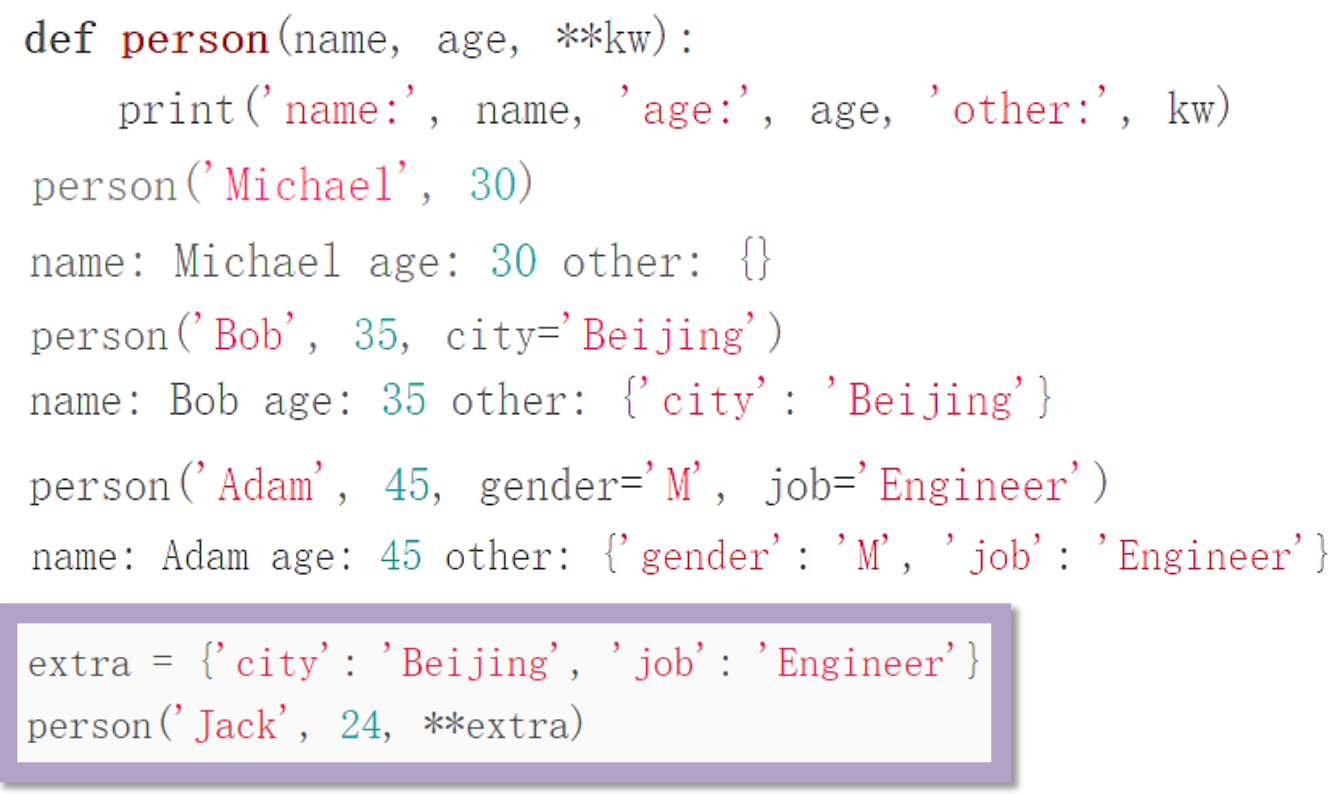 def person(name, age, **kw):
    print('name:', name, 'age:', age, 'other:', kw)
person('Michael', 30)
name: Michael age: 30 other: {}
person('Bob', 35, city='Beijing')
name: Bob age: 35 other: {'city': 'Beijing'}
person('Adam', 45, gender='M', job='Engineer')
name: Adam age: 45 other: {'gender': 'M', 'job': 'Engineer'}
extra = {'city': 'Beijing', 'job': 'Engineer'}
person('Jack', 24, **extra)